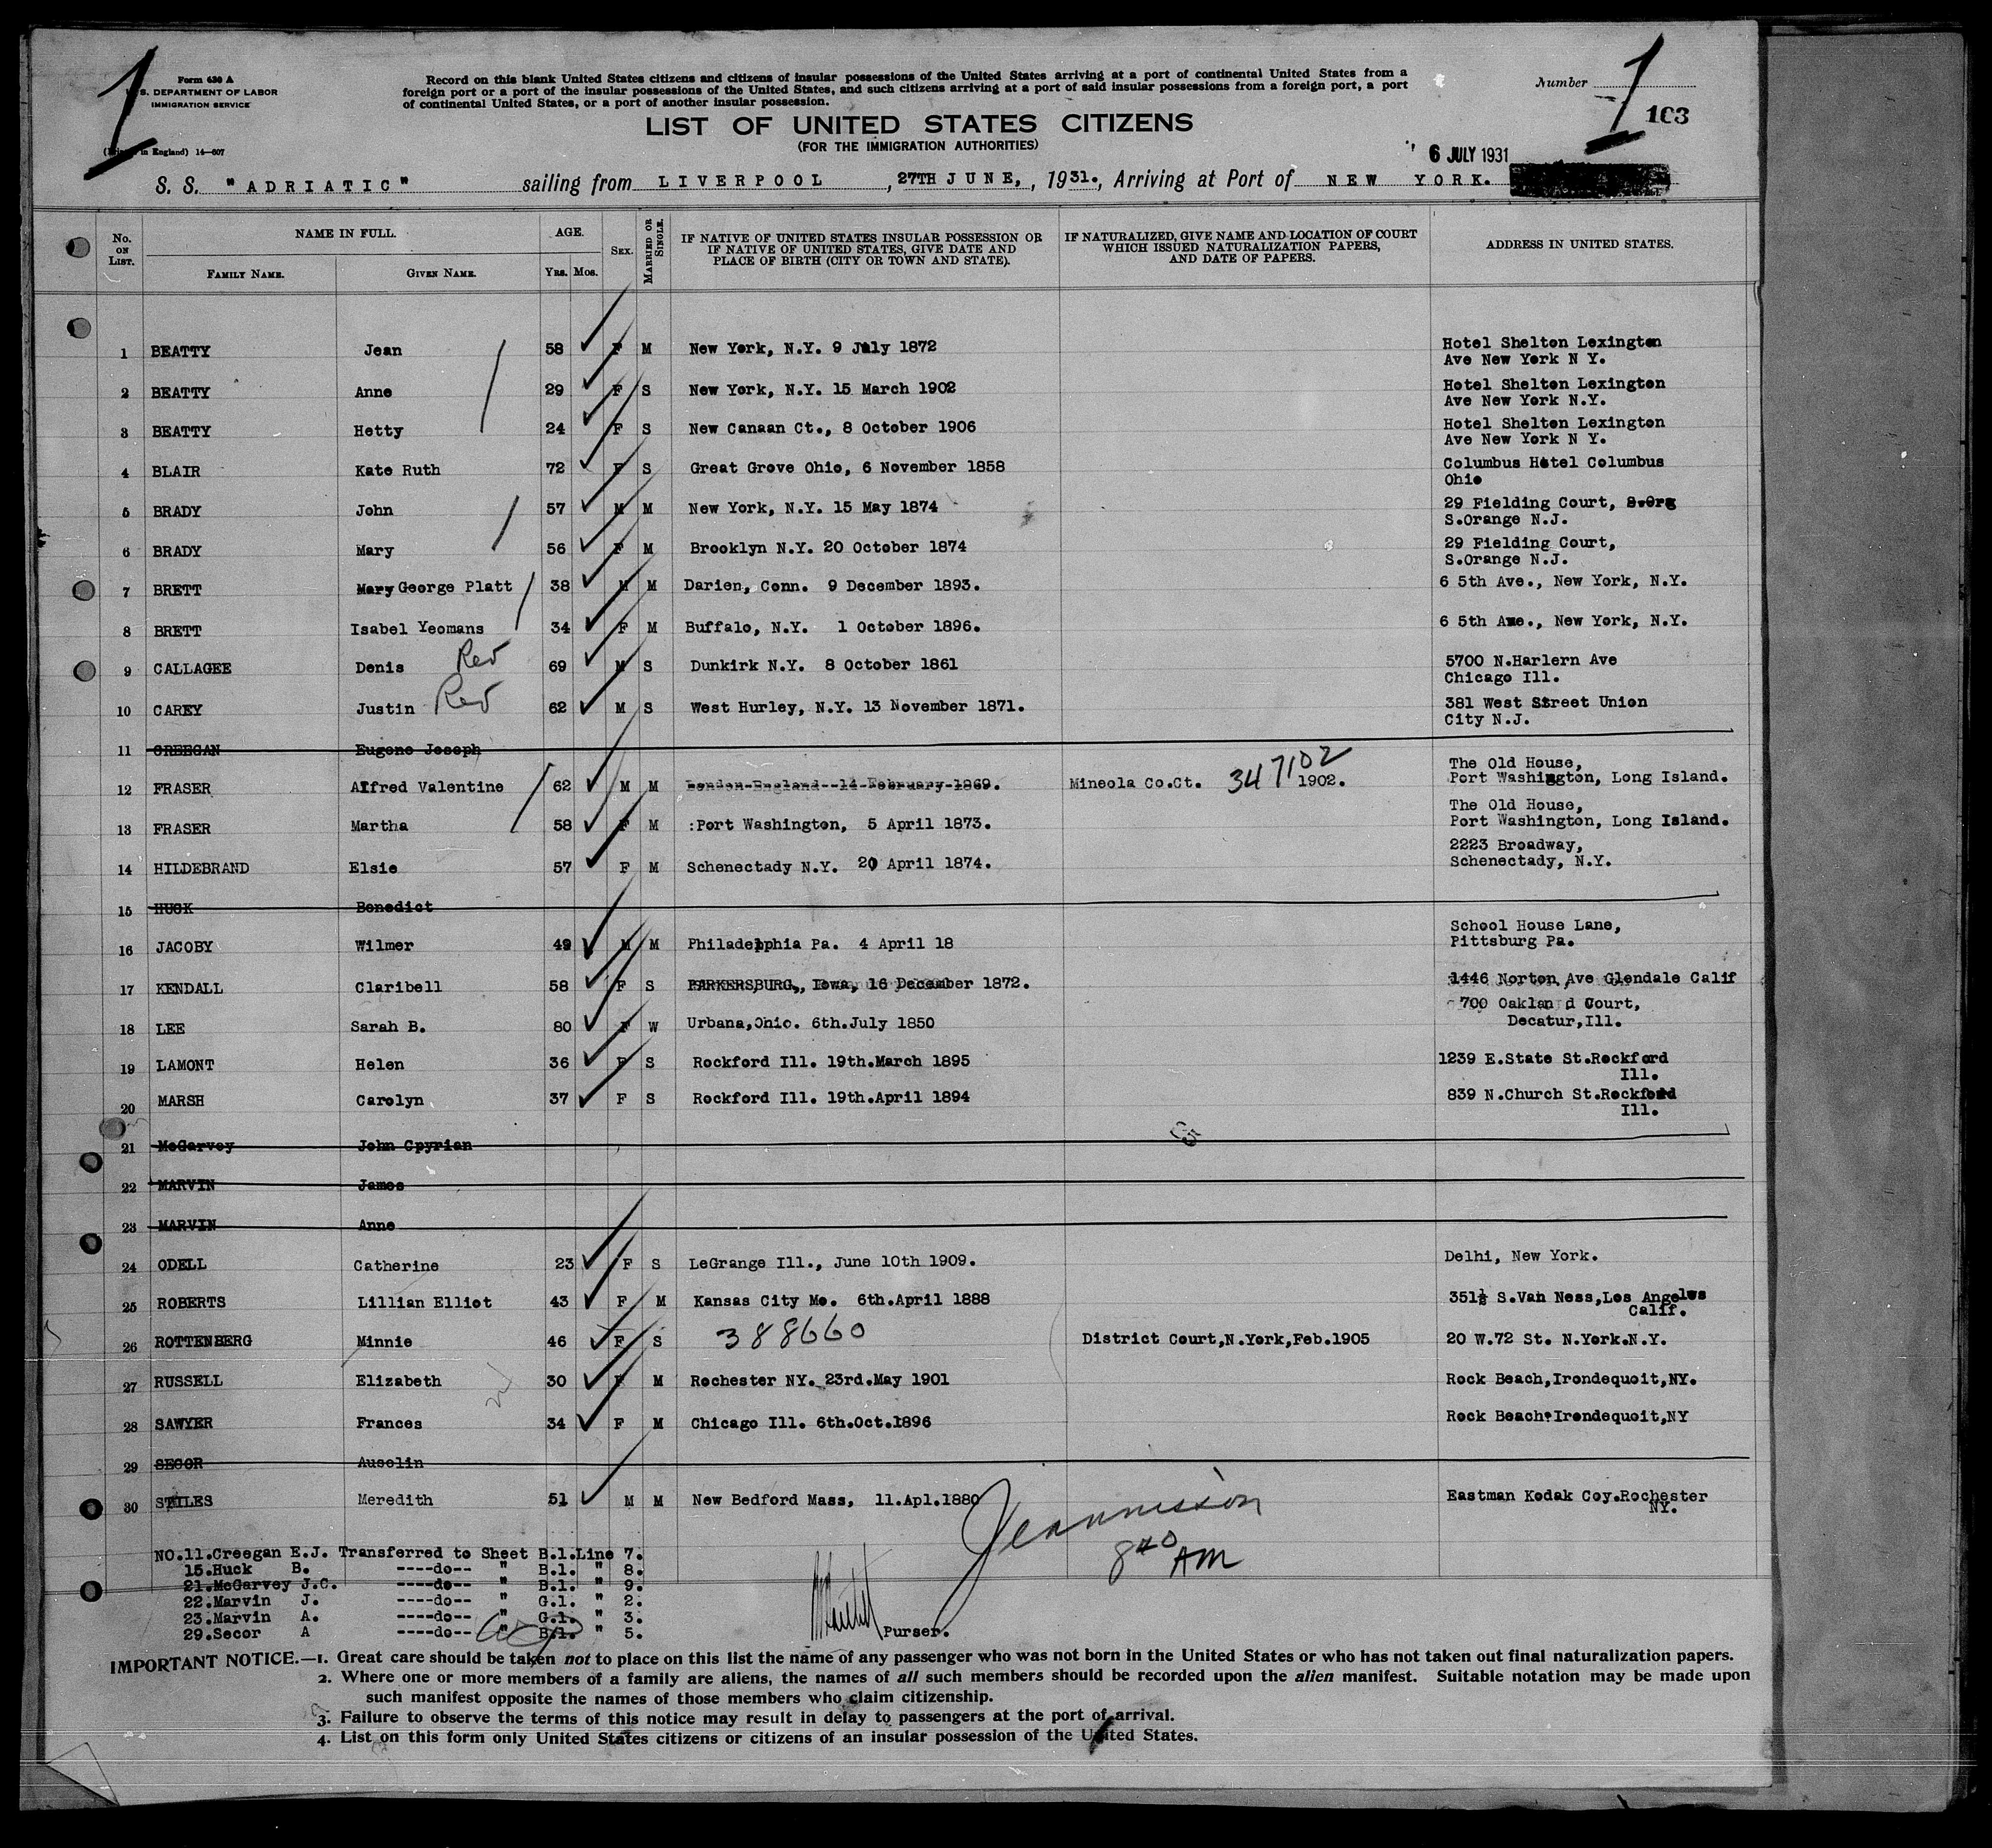 1
Form 630 A
U.S. DEPARTMENT OF LABOR
IMMIGRATION SERVICE
(Printed in England) 14—607
Record on this blank United States citizens and citizens of insular possessions of the United States arriving at a port of continental United States from a
foreign port or a port of the insular possessions of the United States, and such citizens arriving at a port of said insular possessions from a foreign port, a port
of continental United States, or a port of another insular possession.
Number 1
103
LIST OF UNITED STATES CITIZENS
(FOR THE IMMIGRATION AUTHORITIES)
6 JULY 1931
S. S. "ADRIATIC" sailing from LIVERPOOL, 27TH JUNE, 1931., Arriving at Port of NEW YORK.
No. ON LIST. NAME IN FULL. FAMILY NAME. GIVEN NAME. AGE. YRS. MOS. SEX. MARRIED OR SINGLE. IF NATIVE OF UNITED STATES INSULAR POSSESSION OR IF NATIVE OF UNITED STATES, GIVE DATE AND PLACE OF BIRTH (CITY OR TOWN AND STATE). IF NATURALIZED, GIVE NAME AND LOCATION OF COURT WHICH ISSUED NATURALIZATION PAPERS, AND DATE OF PAPERS. ADDRESS IN UNITED STATES.
1 BEATTY Jean 58 F M New York, N.Y. 9 July 1872 Hotel Shelton Lexington
Ave New York N Y.
2 BEATTY Anne 29 F S New York, N.Y. 15 March 1902 Hotel Shelton Lexington
Ave New York N.Y.
3 BEATTY Hetty 24 F S New Canaan Ct., 8 October 1906 Hotel Shelton Lexington
Ave New York N Y.
4 BLAIR Kate Ruth 72 F S Great Grove Ohio, 6 November 1858 Columbus Hotel Columbus
Ohio
5 BRADY John 57 M M New York, N.Y. 15 May 1874 29 Fielding Court, S.Org
S.Orange N.J.
6 BRADY Mary 56 F M Brooklyn N.Y. 20 October 1874 29 Fielding Court,
S.Orange N.J.
7 BRETT Mary George Platt 38 M M Darien, Conn. 9 December 1893. 6 5th Ave., New York, N.Y.
8 BRETT Isabel Yeomans 34 F M Buffalo, N.Y. 1 October 1896. 6 5th Ave., New York, N.Y.
9 CALLAGEE Denis Rev 69 M S Dunkirk N.Y. 8 October 1861 5700 N.Harlern Ave
Chicago Ill.
10 CAREY Justin Rev 62 M S West Hurley, N.Y. 13 November 1871. 381 West Street Union
City N.J.
11 CREEGAN Eugene Joseph
12 FRASER Alfred Valentine 62 M M London England--14 February 1869. Mineola Co.Ct. 347102 1902. The Old House,
Port Washington, Long Island.
13 FRASER Martha 58 F M :Port Washington, 5 April 1873. The Old House,
Port Washington, Long Island.
14 HILDEBRAND Elsie 57 F M Schenectady N.Y. 20 April 1874. 2223 Broadway,
Schenectady, N.Y.
15 HUCK Benedict
16 JACOBY Wilmer 49 M M Philadelphia Pa. 4 April 18 School House Lane,
Pittsburg Pa.
17 KENDALL Claribell 58 F S PARKERSBURG, Iowa, 16 December 1872. 1446 Norton Ave Glendale Calif
18 LEE Sarah B. 80 F W Urbana,Ohio. 6th.July 1850 700 Oaklan d Court,
Decatur,Ill.
19 LAMONT Helen 36 F S Rockford Ill. 19th.March 1895 1239 E.State St.Rockford
Ill.
20 MARSH Carolyn 37 F S Rockford Ill. 19th.April 1894 839 N.Church St.Rockford
Ill.
21 McGarvey John Cpyrian
22 MARVIN James
23 MARVIN Anne
24 ODELL Catherine 23 F S LeGrange Ill., June 10th 1909. Delhi, New York.
25 ROBERTS Lillian Elliot 43 F M Kansas City Mo. 6th.April 1888 351½ S.Van Ness,Los Angelus
Calif.
26 ROTTENBERG Minnie 46 F S 388660 District Court,N.York,Feb.1905 20 W.72 St. N.York.N.Y.
27 RUSSELL Elizabeth 30 F M Rochester NY. 23rd.May 1901 Rock Beach,Irondequoit,NY.
28 SAWYER Frances 34 F M Chicago Ill. 6th.Oct.1896 Rock Beach,Irondequoit,NY
29 SECOR Auselin
30 STILES Meredith 51 M M New Bedford Mass, 11.Apl.1880 Eastman Kodak Coy.Rochester
NY.
8 40 AM
NO.11.Creegan E.J. Transferred to Sheet B.1.Line 7.
15.Huck B. ----do-- " B.1. " 8.
21.McGarvey J.C. ----do-- " B.1. " 9.
22.Marvin J. ----do-- " G.1. " 2.
23.Marvin A. ----do-- " G.1. " 3.
29.Secor A ----do-- " B.1. " 5.
Purser.
IMPORTANT NOTICE.—1. Great care should be taken not to place on this list the name of any passenger who was not born in the United States or who has not taken out final naturalization papers.
2. Where one or more members of a family are aliens, the names of all such members should be recorded upon the alien manifest. Suitable notation may be made upon
such manifest opposite the names of those members who claim citizenship.
3. Failure to observe the terms of this notice may result in delay to passengers at the port of arrival.
4. List on this form only United States citizens or citizens of an insular possession of the United States.